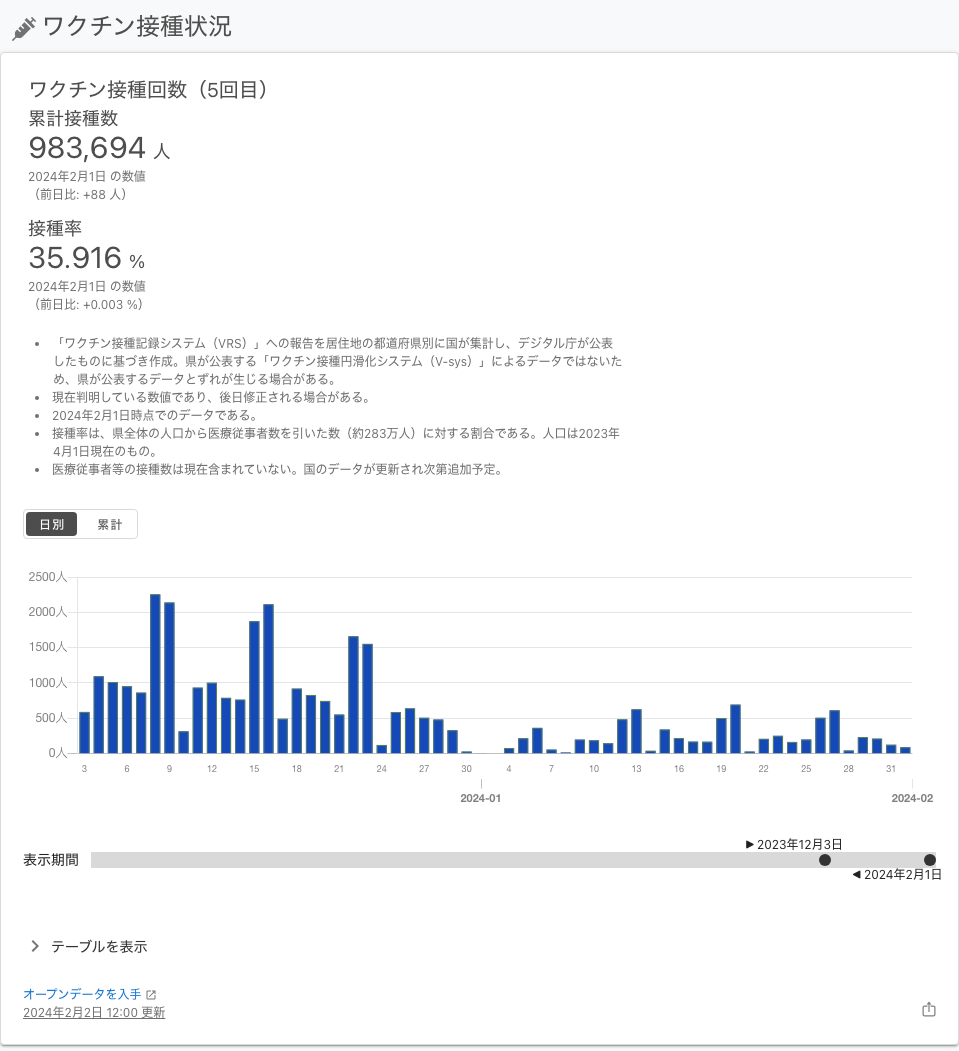 ワクチン接種状況
ワクチン接種回数（5回目）
累計接種数
983,694 人
2024年2月1日 の数値
（前日比: +88 人）
接種率
35.916 %
2024年2月1日 の数値
（前日比: +0.003 %）
「ワクチン接種記録システム（VRS）」への報告を居住地の都道府県別に国が集計し、デジタル庁が公表
したものに基づき作成。県が公表する「ワクチン接種円滑化システム（V-sys）」によるデータではないた
め、県が公表するデータとずれが生じる場合がある。
現在判明している数値であり、後日修正される場合がある。
2024年2月1日時点でのデータである。
接種率は、県全体の人口から医療従事者数を引いた数（約283万人）に対する割合である。人口は2023年
4月1日現在のもの。
医療従事者等の接種数は現在含まれていない。国のデータが更新され次第追加予定。
日別 累計
2500人
2000人
1500人
1000人
500人
0人
3 6 9 12 15 18 21 24 27 30 4 7 10 13 16 19 22 25 28 31
2024-01 2024-02
▶ 2023年12月3日
表示期間
◀ 2024年2月1日
テーブルを表示
オープンデータを入手
2024年2月2日 12:00 更新